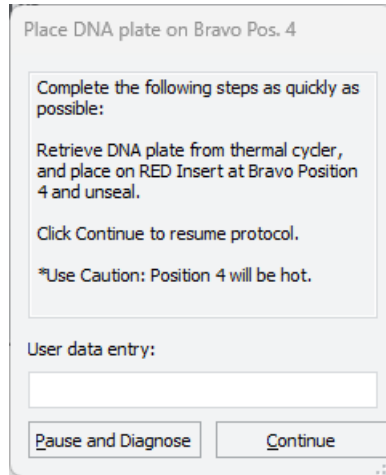 Place DNA plate on Bravo Pos. 4
Complete the following steps as quickly as
possible:
Retrieve DNA plate from thermal cycler,
and place on RED Insert at Bravo Position
4 and unseal.
Click Continue to resume protocol.
*Use Caution: Position 4 will be hot.
User data entry:
Pause and Diagnose
Continue